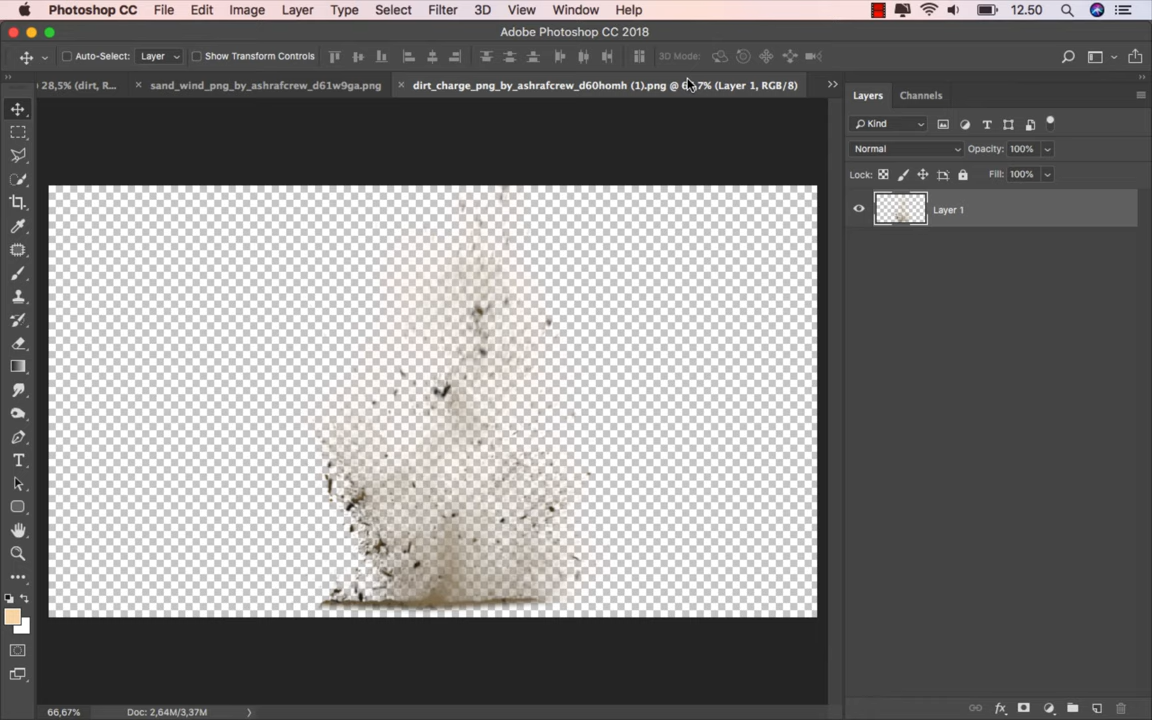 Photoshop CC File Edit Image Layer Type Select Filter 3D View Window Help 12.50
Adobe Photoshop CC 2018
Auto-Select: Layer Show Transform Controls 3D Mode:
28,5% (dirt, R... × sand_wind_png_by_ashrafcrew_d61w9ga.png × dirt_charge_png_by_ashrafcrew_d60homh (1).png @ (Layer 1, RGB/8) »
Layers Channels
Kind
Normal Opacity: 100%
Lock: Fill: 100%
Layer 1
66,67% Doc: 2,64M/3,37M